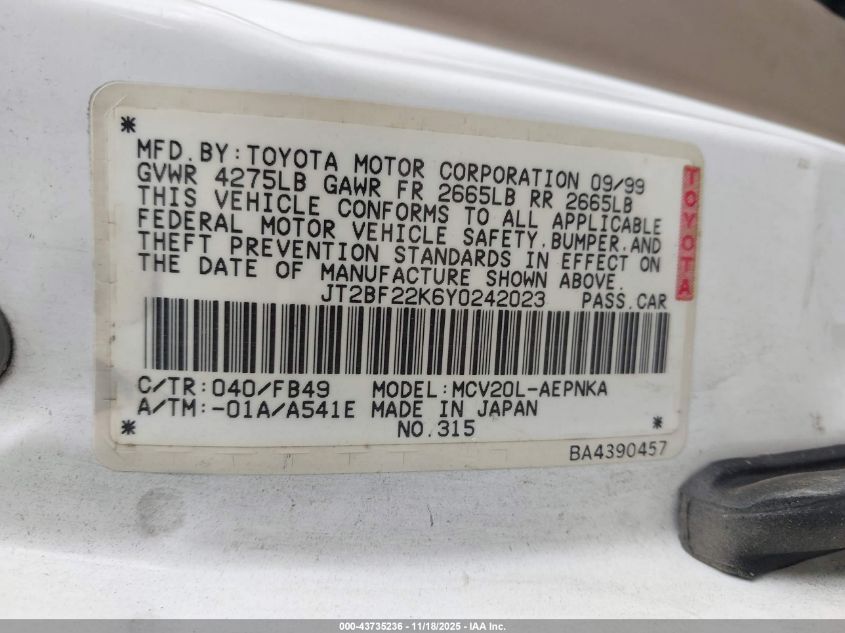 *
MFD.BY:TOYOTA MOTOR CORPORATION 09/99
GVWR 4275LB GAWR FR 2665LB RR 2665LB
THIS VEHICLE CONFORMS TO ALL APPLICABLE
FEDERAL MOTOR VEHICLE SAFETY,BUMPER,AND
THEFT PREVENTION STANDARDS IN EFFECT ON
THE DATE OF MANUFACTURE SHOWN ABOVE.
JT2BF22K6Y0242023 PASS.CAR
TOYOTA
C/TR:040/FB49 MODEL:MCV20L-AEPNKA
A/TM:-01A/A541E MADE IN JAPAN
* NO.315 *
BA4390457
000-43735236 - 11/18/2025 - IAA Inc.